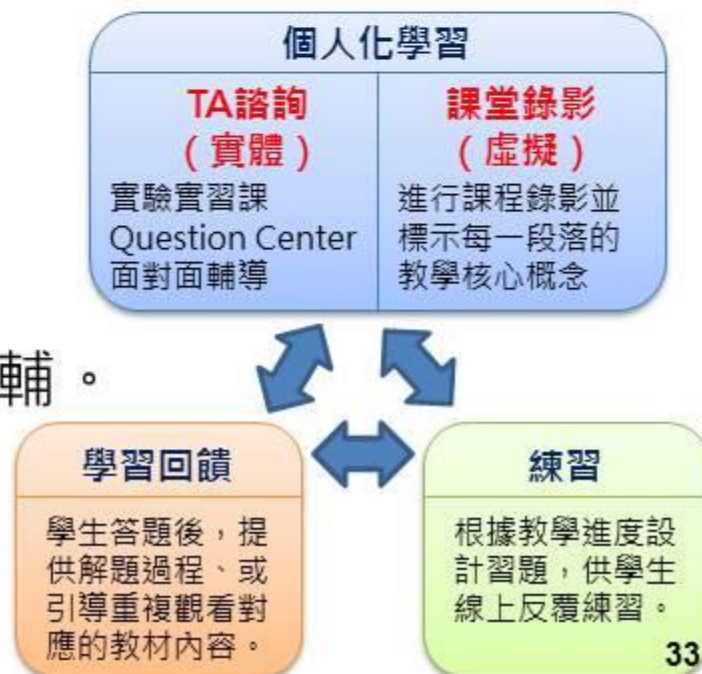 個人化學習
TA諮詢
（實體）
實驗實習課
Question Center
面對面輔導
課堂錄影
（虛擬）
進行課程錄影並
標示每一段落的
教學核心概念
輔。
學習回饋
學生答題後，提
供解題過程、或
引導重複觀看對
應的教材內容。
練習
根據教學進度設
計習題，供學生
線上反覆練習。
33